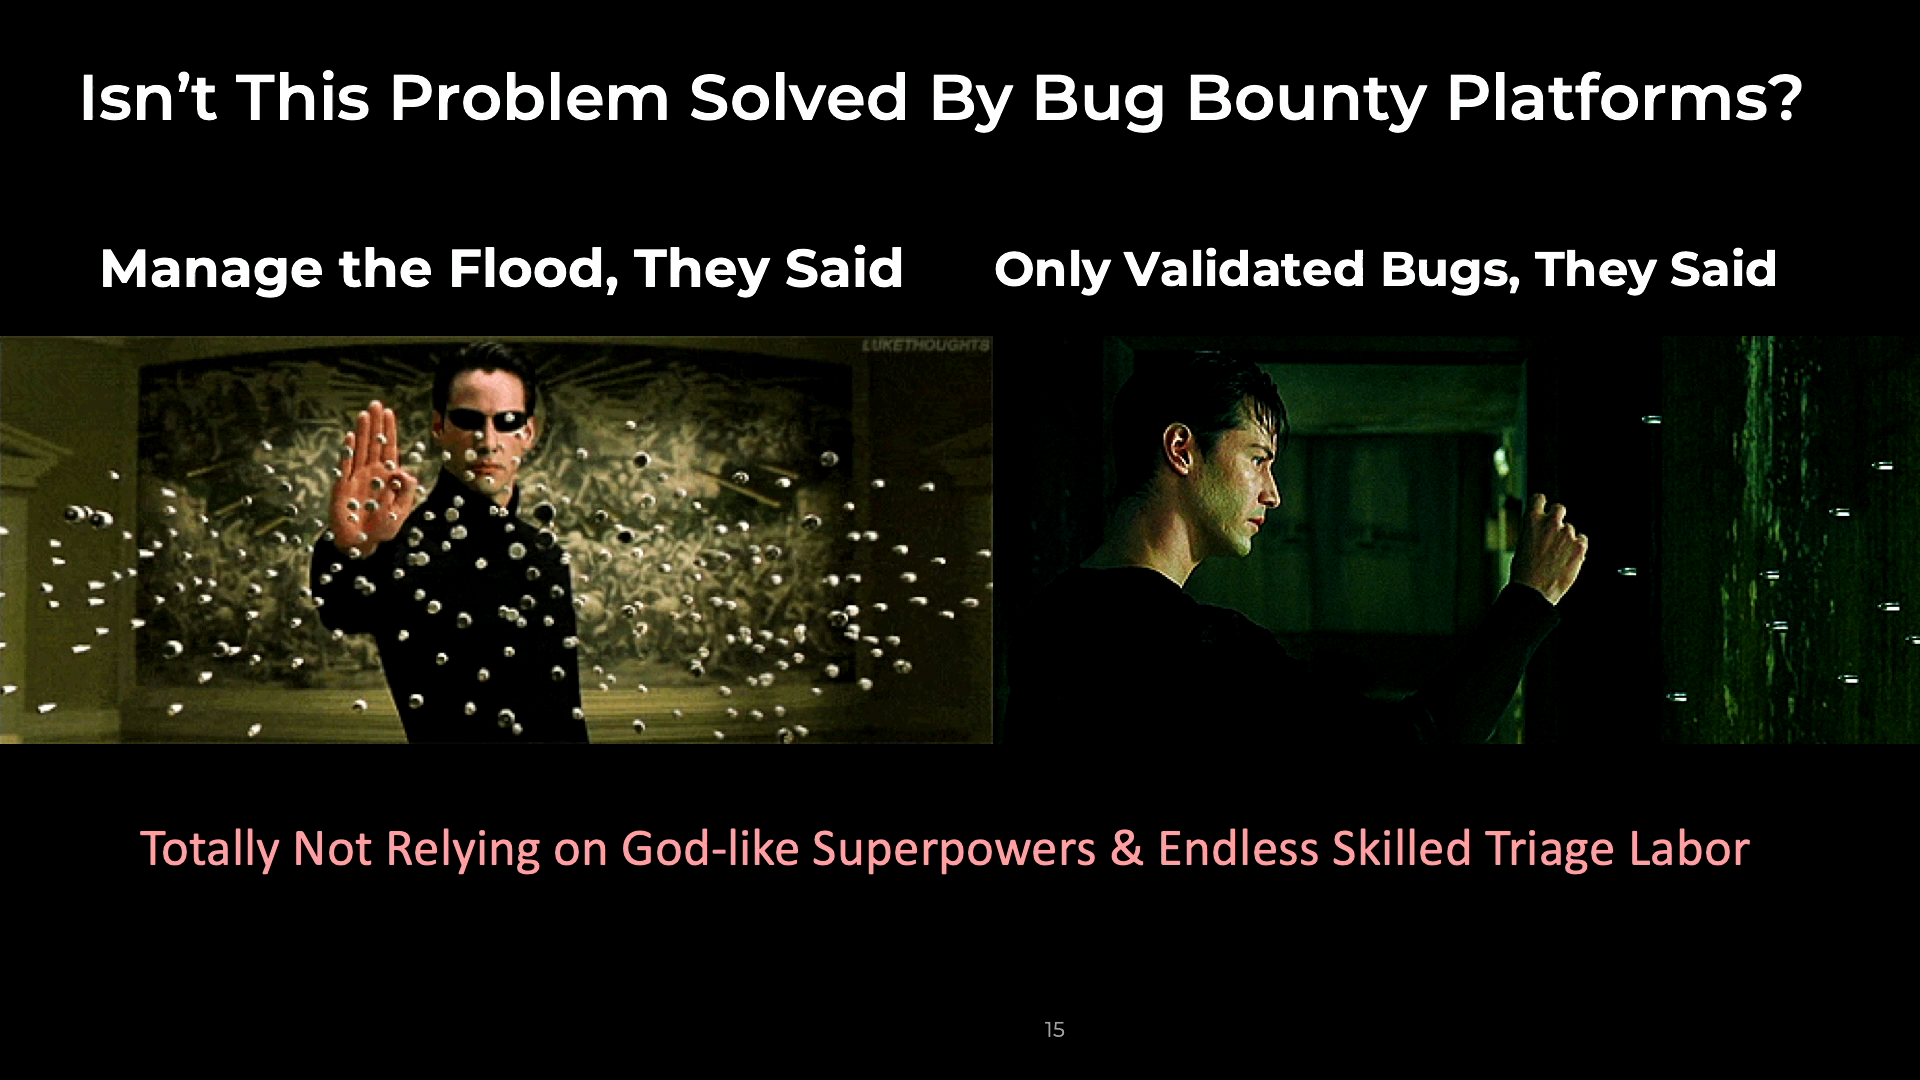 Isn’t This Problem Solved By Bug Bounty Platforms?
Manage the Flood, They Said
Only Validated Bugs, They Said
LUKETHOUGHTS
Totally Not Relying on God-like Superpowers & Endless Skilled Triage Labor
15